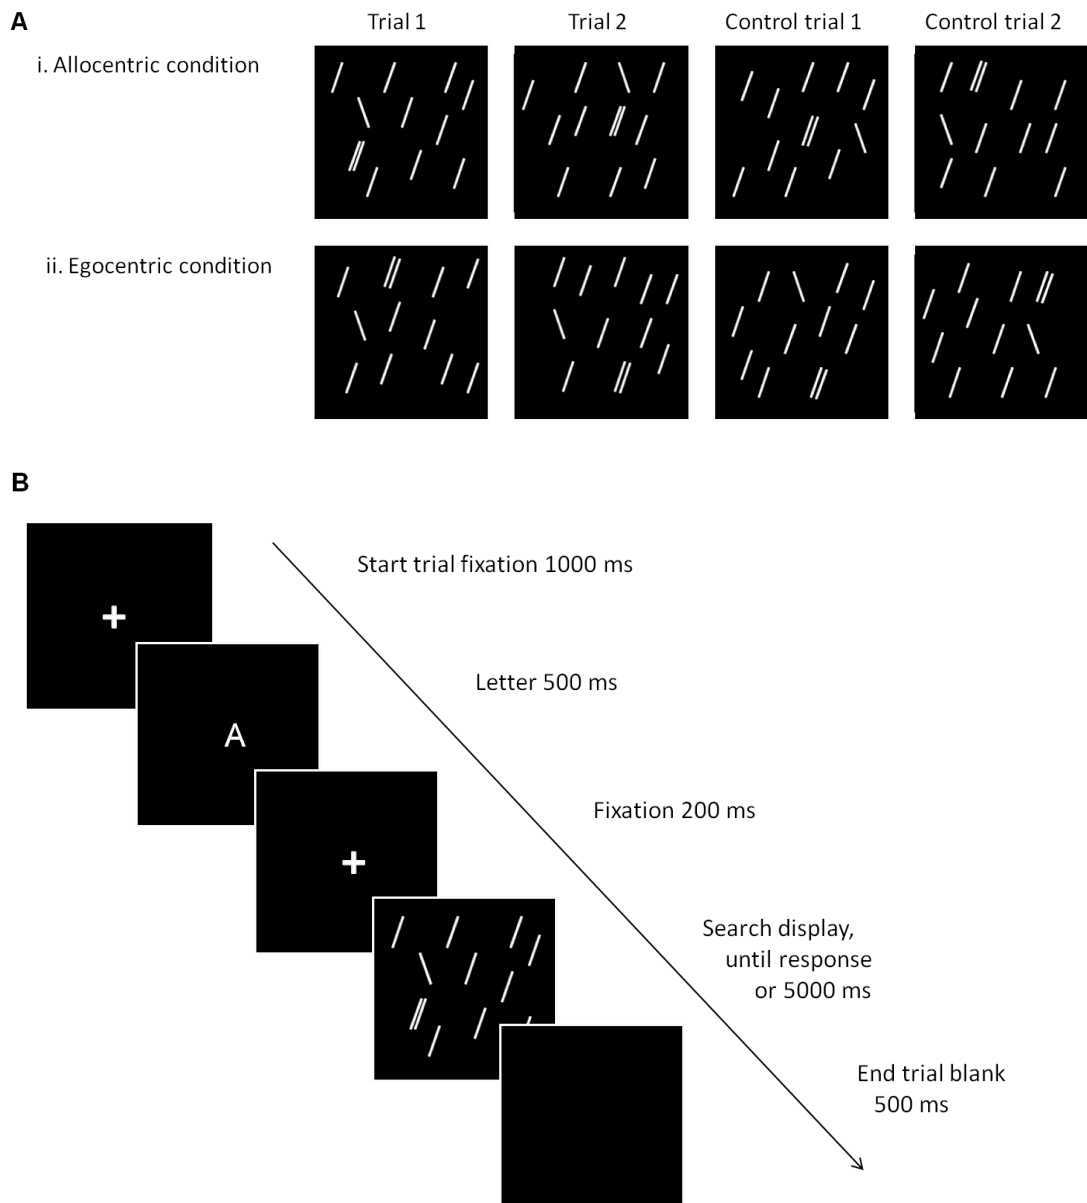 A
Trial 1
Trial 2
Control trial 1
Control trial 2
i. Allocentric condition
ii. Egocentric condition
B
Start trial fixation 1000 ms
Letter 500 ms
A
Fixation 200 ms
Search display,
until response
or 5000 ms
End trial blank
500 ms